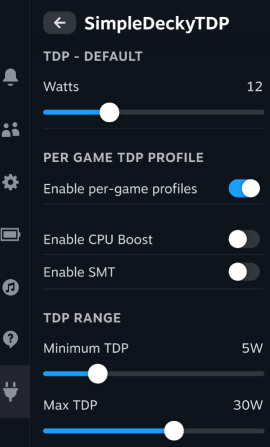 SimpleDeckyTDP
TDP - DEFAULT
Watts 12
PER GAME TDP PROFILE
Enable per-game profiles
Enable CPU Boost
Enable SMT
TDP RANGE
Minimum TDP 5W
Max TDP 30W